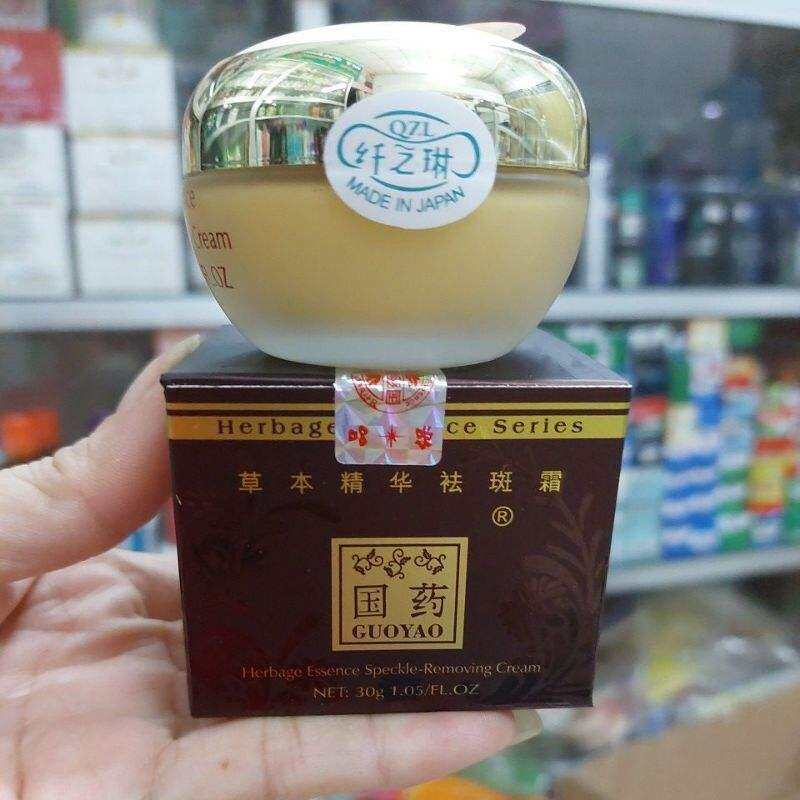 QZL
纤之琳
MADE IN JAPAN
Cream
OZ
Herbage
ce Series
草本精华祛斑霜
®
国药
GUOYAO
Herbage Essence Speckle-Removing Cream
NET: 30g 1.05/FL.OZ